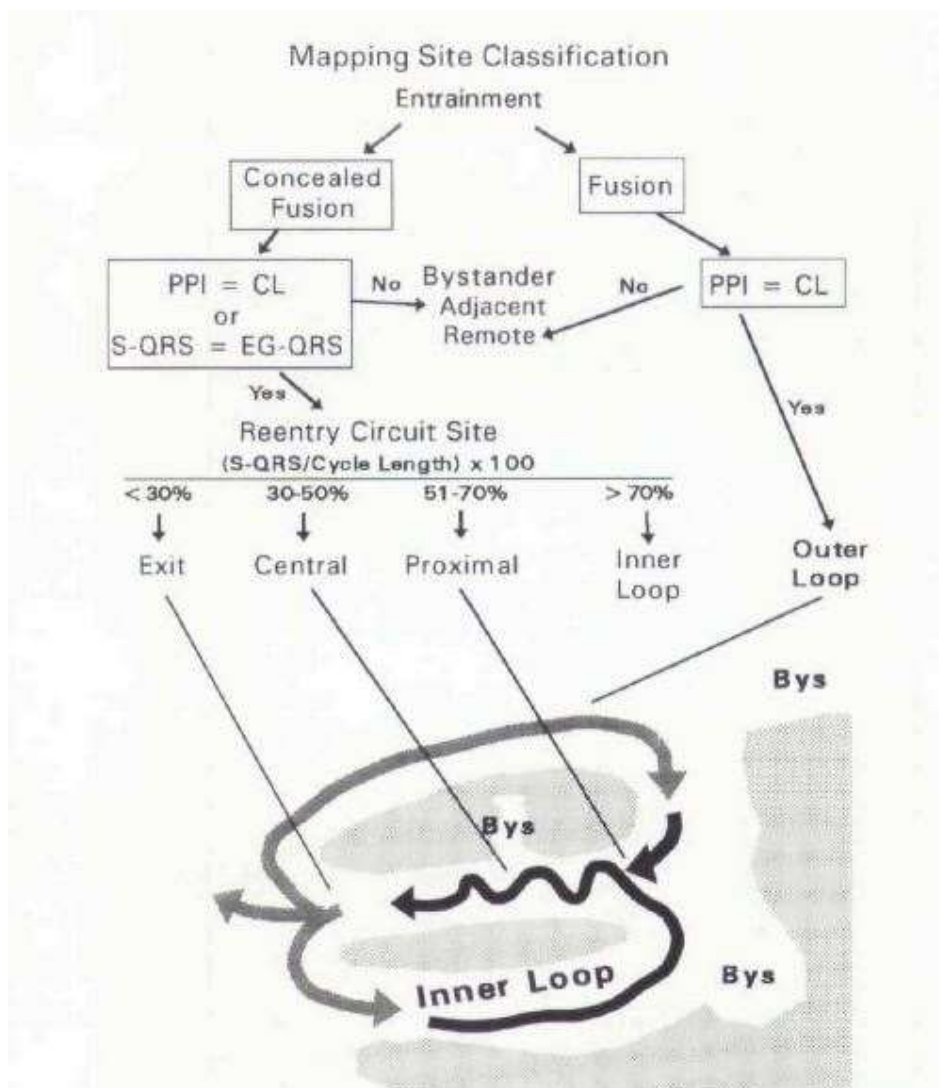 Mapping Site Classification
Entrainment
Concealed
Fusion
Fusion
PPI = CL
or
S-QRS = EG-QRS
No
Bystander
Adjacent
Remote
No
PPI = CL
Yes
Yes
Reentry Circuit Site
(S-QRS/Cycle Length) x 100
<30% 30-50% 51-70% >70%
Exit Central Proximal Inner
Loop
Outer
Loop
Bys
Bys
Bys
Inner Loop